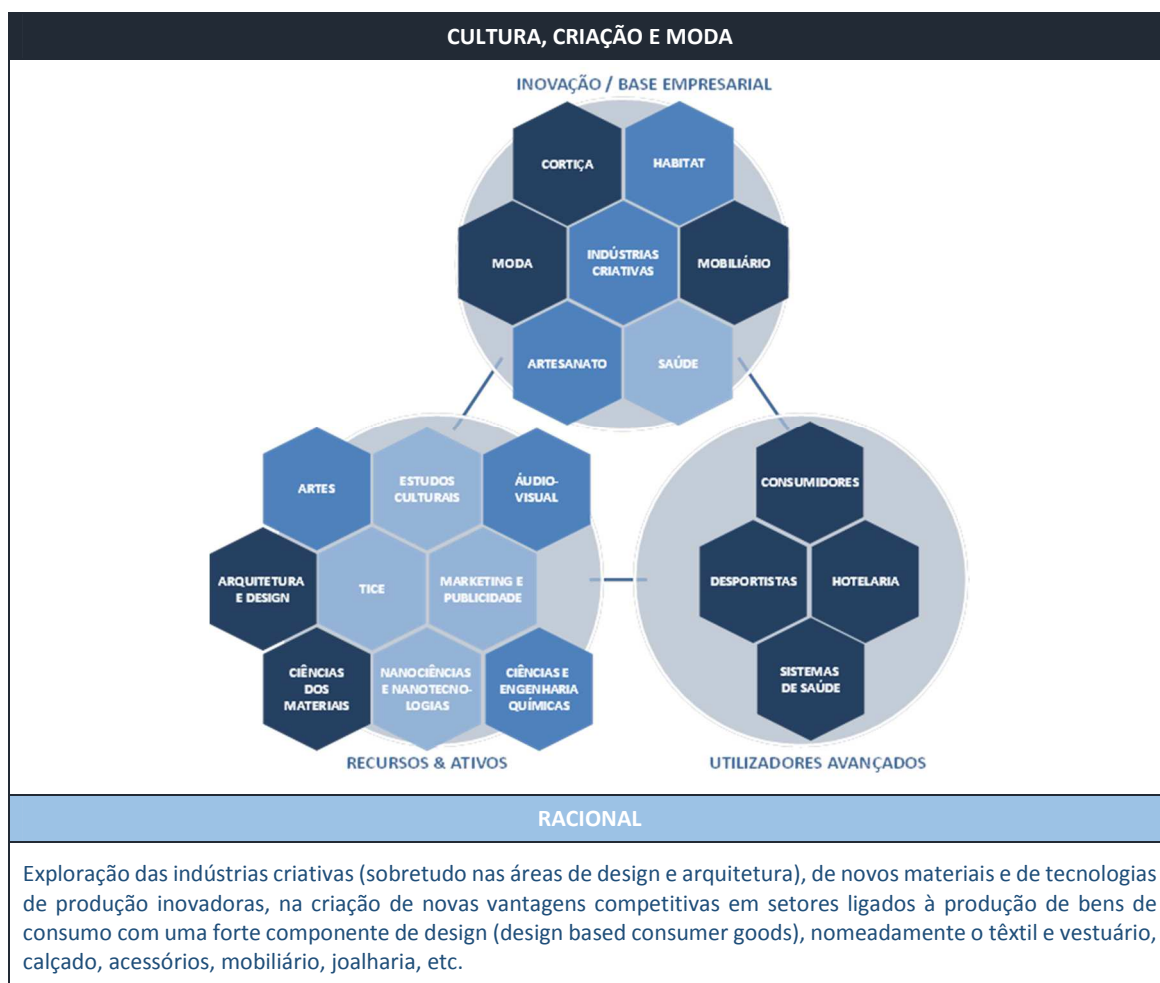 CULTURA, CRIAÇÃO E MODA
INOVAÇÃO / BASE EMPRESARIAL
CORTIÇA
HABITAT
MODA
INDÚSTRIAS
CRIATIVAS
MOBILIÁRIO
ARTESANATO
SAÚDE
ARTES
ESTUDOS
CULTURAIS
ÁUDIO-
VISUAL
ARQUITETURA
E DESIGN
TICE
MARKETING E
PUBLICIDADE
CIÊNCIAS
DOS
MATERIAIS
NANOCIÊNCIAS
E NANOTECNO-
LOGIAS
CIÊNCIAS E
ENGENHARIA
QUÍMICAS
RECURSOS & ATIVOS
CONSUMIDORES
DESPORTISTAS
HOTELARIA
SISTEMAS
DE SAÚDE
UTILIZADORES AVANÇADOS
RACIONAL
Exploração das indústrias criativas (sobretudo nas áreas de design e arquitetura), de novos materiais e de tecnologias
de produção inovadoras, na criação de novas vantagens competitivas em setores ligados à produção de bens de
consumo com uma forte componente de design (design based consumer goods), nomeadamente o têxtil e vestuário,
calçado, acessórios, mobiliário, joalharia, etc.